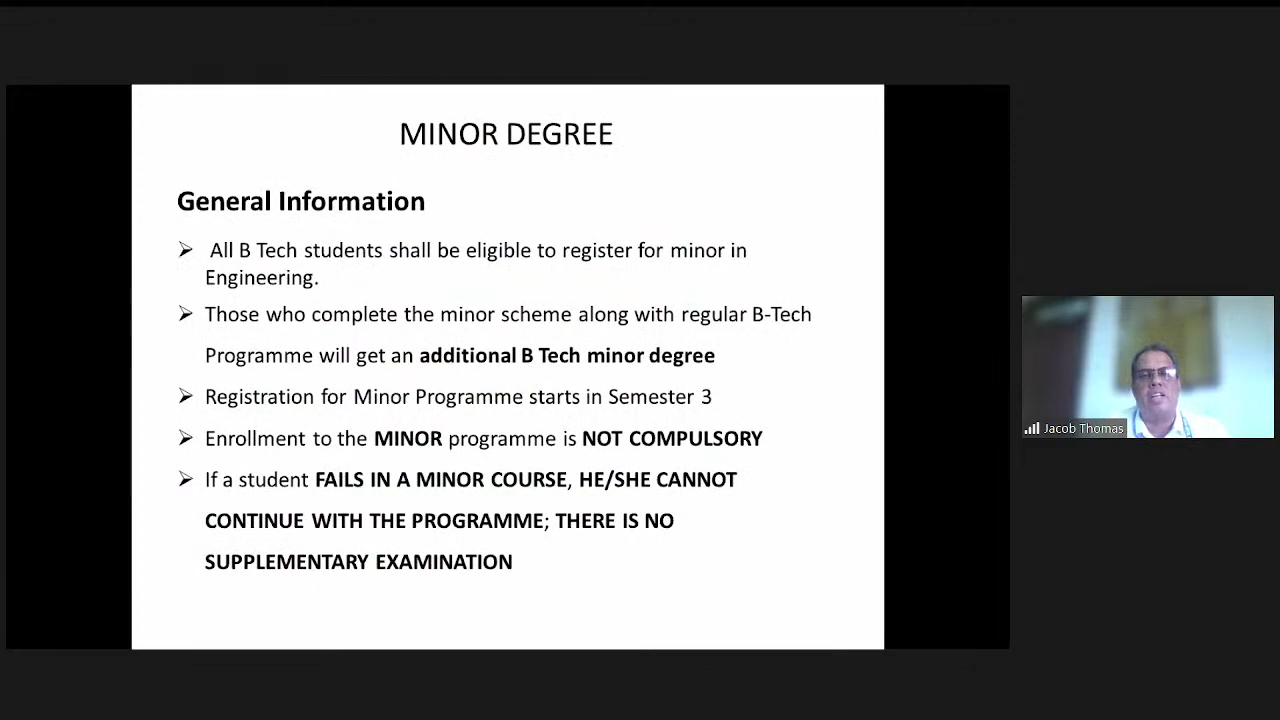 MINOR DEGREE
General Information
➢ All B Tech students shall be eligible to register for minor in
Engineering.
➢ Those who complete the minor scheme along with regular B-Tech
Programme will get an additional B Tech minor degree
➢ Registration for Minor Programme starts in Semester 3
➢ Enrollment to the MINOR programme is NOT COMPULSORY
➢ If a student FAILS IN A MINOR COURSE, HE/SHE CANNOT
CONTINUE WITH THE PROGRAMME; THERE IS NO
SUPPLEMENTARY EXAMINATION
Jacob Thomas